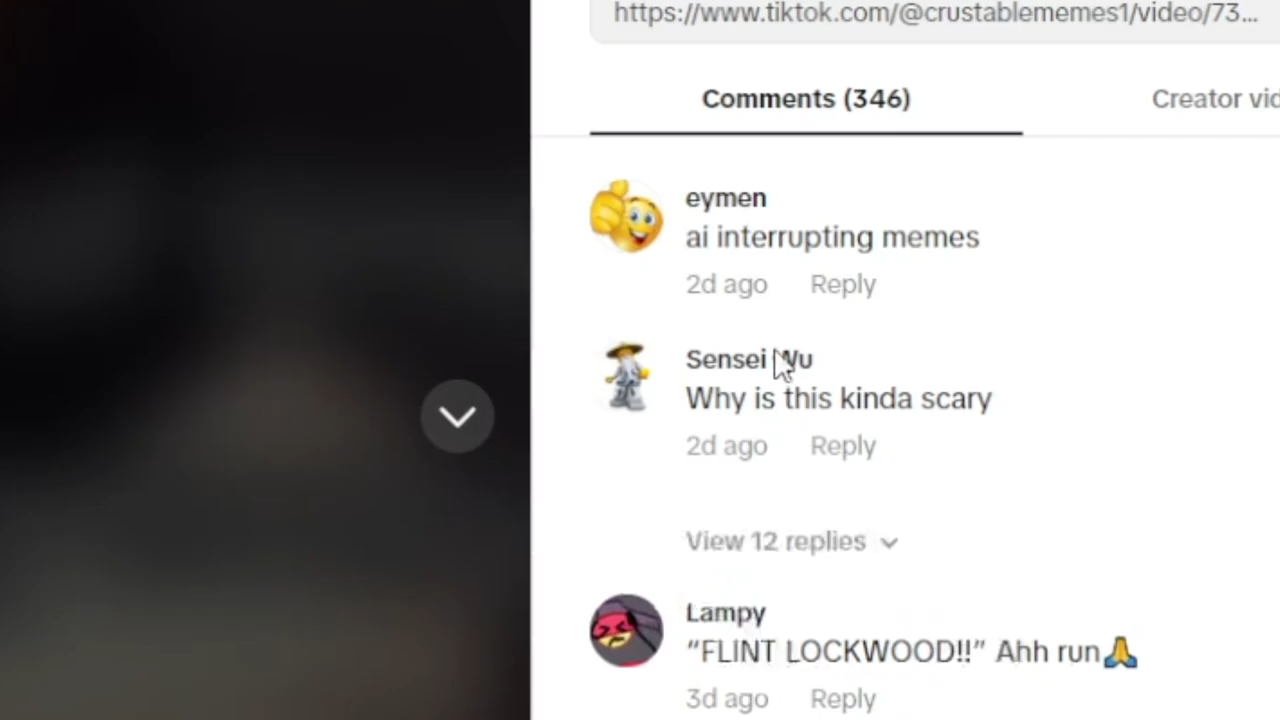 https://www.tiktok.com/@crustablememes1/video/73...
Comments (346)
Creator vid
eymen
ai interrupting memes
2d ago Reply
Sensei Wu
Why is this kinda scary
2d ago Reply
View 12 replies
Lampy
“FLINT LOCKWOOD!!” Ahh run🙏
3d ago Reply